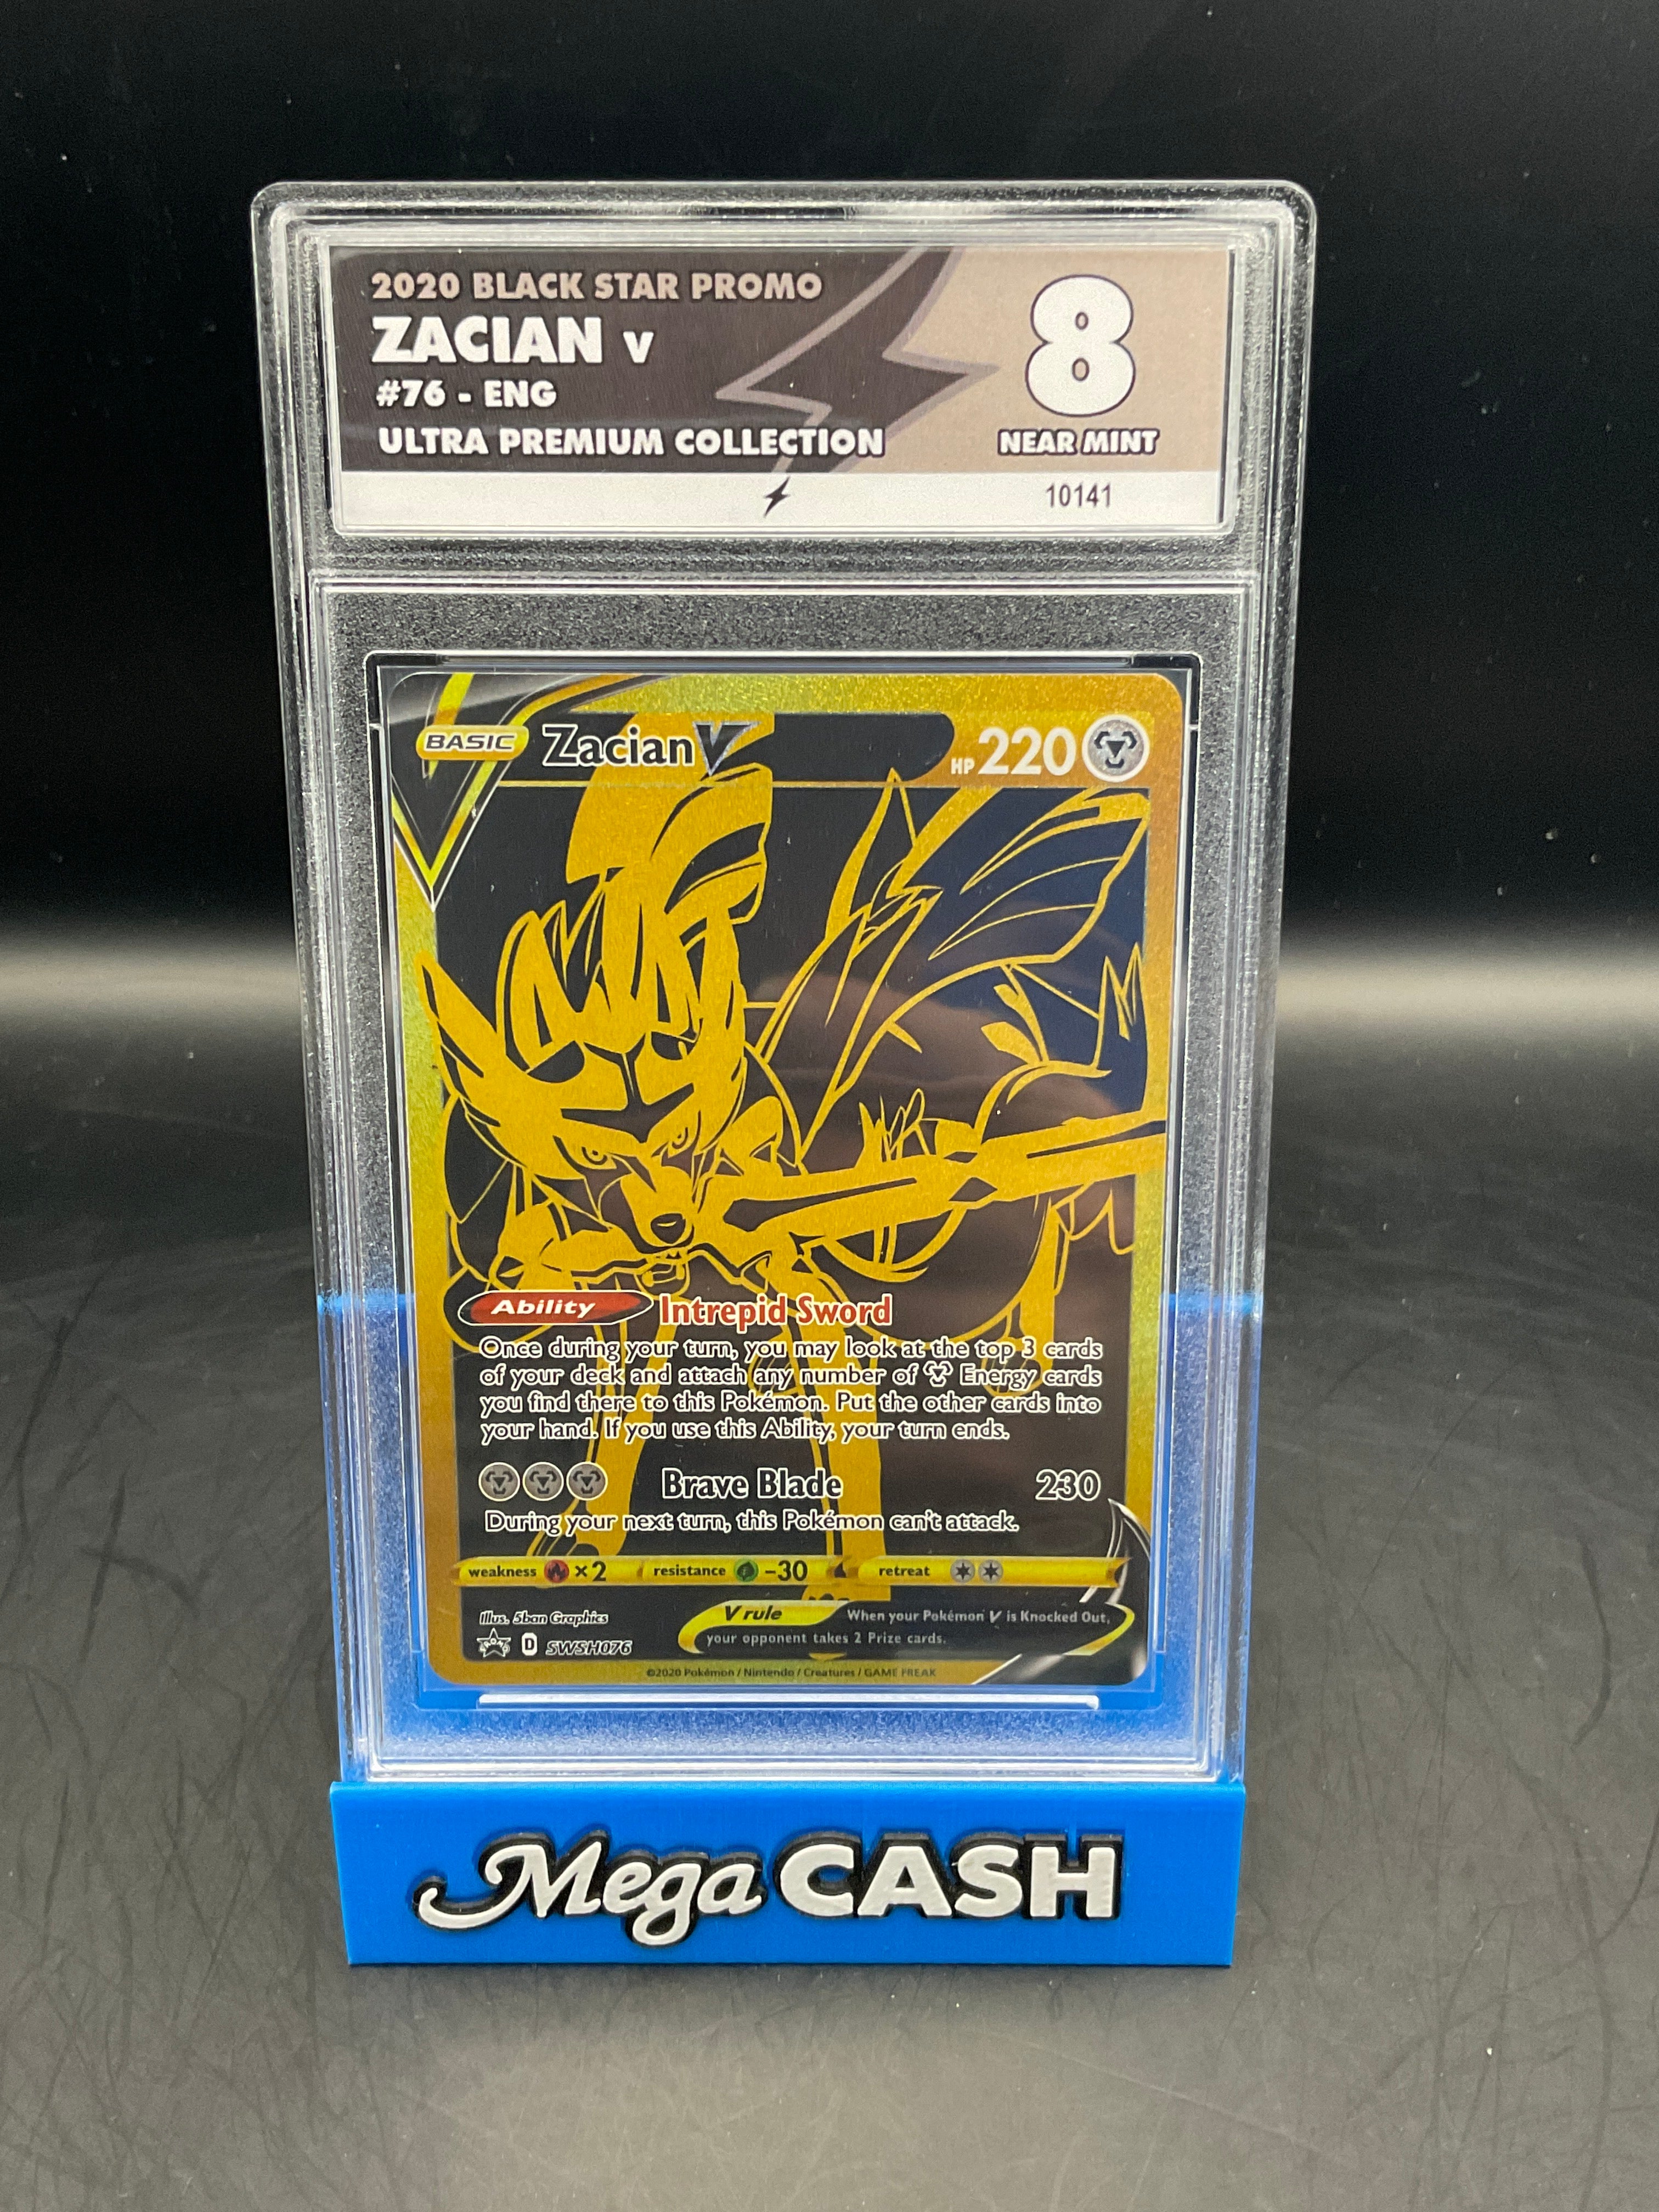 2020 BLACK STAR PROMO
ZACIAN V
#76 - ENG
ULTRA PREMIUM COLLECTION
8
NEAR MINT
10141
BASIC Zacian V HP 220
Ability Intrepid Sword
Once during your turn, you may look at the top 3 cards
of your deck and attach any number of Energy cards
you find there to this Pokémon. Put the other cards into
your hand. If you use this Ability, your turn ends.
Brave Blade 230
During your next turn, this Pokémon can't attack.
weakness ×2 resistance -30 retreat
Illus. 5ban Graphics
V rule When your Pokémon V is Knocked Out,
your opponent takes 2 Prize cards.
PROMO D SWSH076
©2020 Pokémon / Nintendo / Creatures / GAME FREAK
Mega CASH